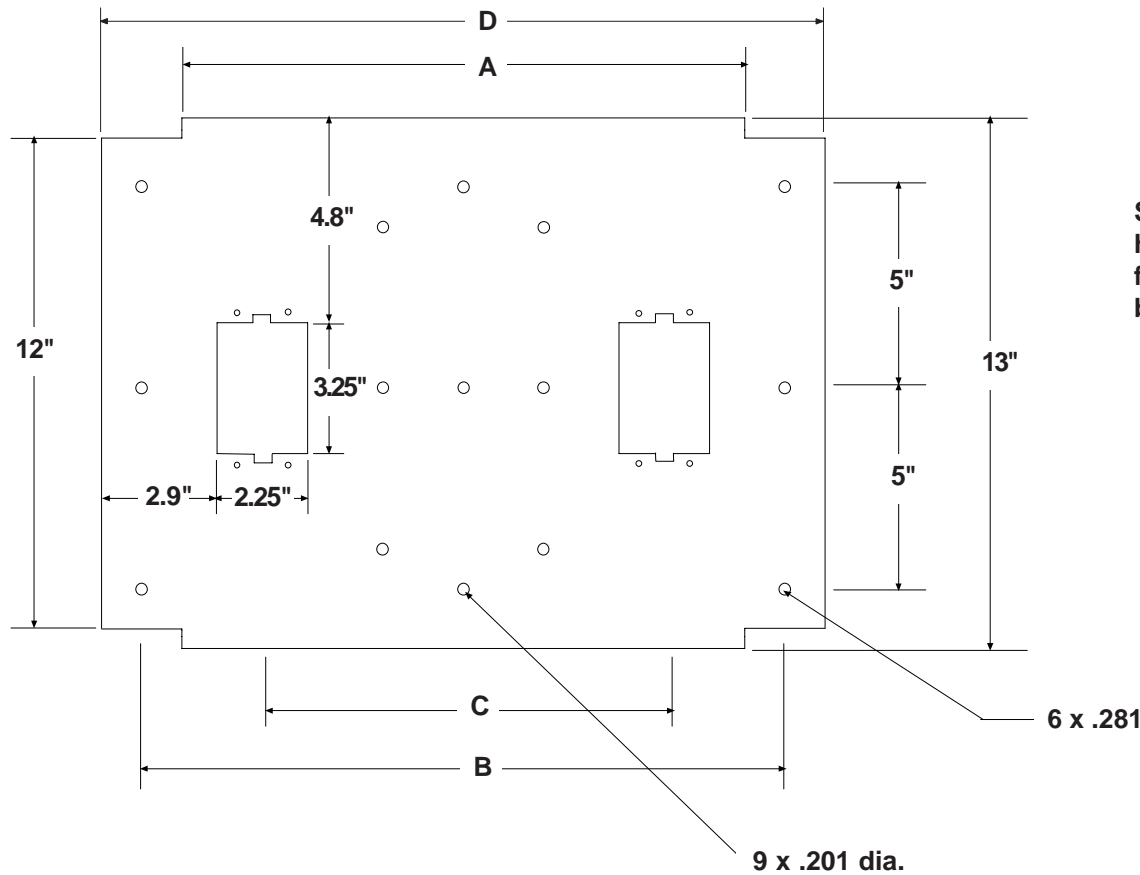 D
A
4.8"
5"
12"
3.25"
13"
2.9"
2.25"
5"
C
6 x .281
B
9 x .201 dia.